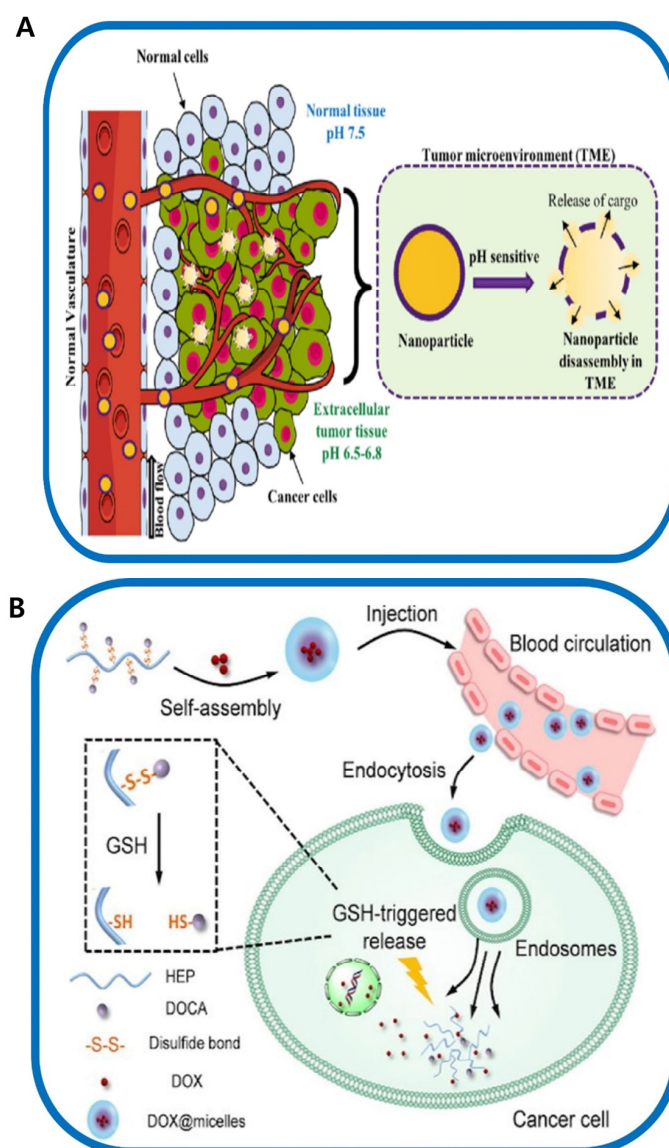 A
Normal cells
Normal tissue
pH 7.5
Normal Vasculature
Blood flow
Extracellular
tumor tissue
pH 6.5-6.8
Cancer cells
Tumor microenvironment (TME)
Nanoparticle
pH sensitive
Release of cargo
Nanoparticle
disassembly in
TME
B
Self-assembly
Injection
Blood circulation
Endocytosis
-S-S-
GSH
-SH HS-
GSH-triggered
release
Endosomes
Cancer cell
HEP
DOCA
-S-S- Disulfide bond
DOX
DOX@micelles